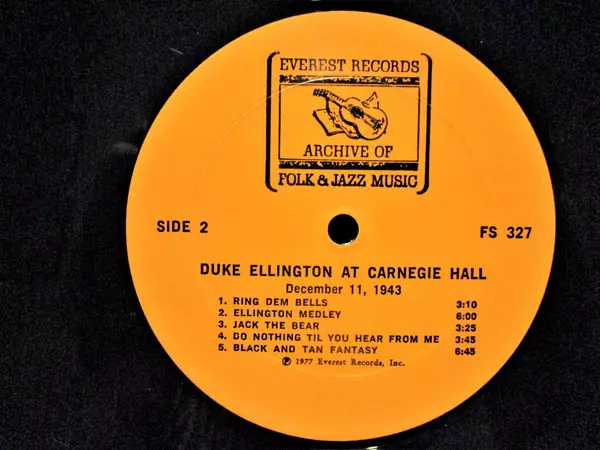 EVEREST RECORDS
ARCHIVE OF
FOLK & JAZZ MUSIC
SIDE 2
FS 327
DUKE ELLINGTON AT CARNEGIE HALL
December 11, 1943
1. RING DEM BELLS 3:10
2. ELLINGTON MEDLEY 6:00
3. JACK THE BEAR 3:25
4. DO NOTHING TIL YOU HEAR FROM ME 3:45
5. BLACK AND TAN FANTASY 6:45
℗ 1977 Everest Records, Inc.